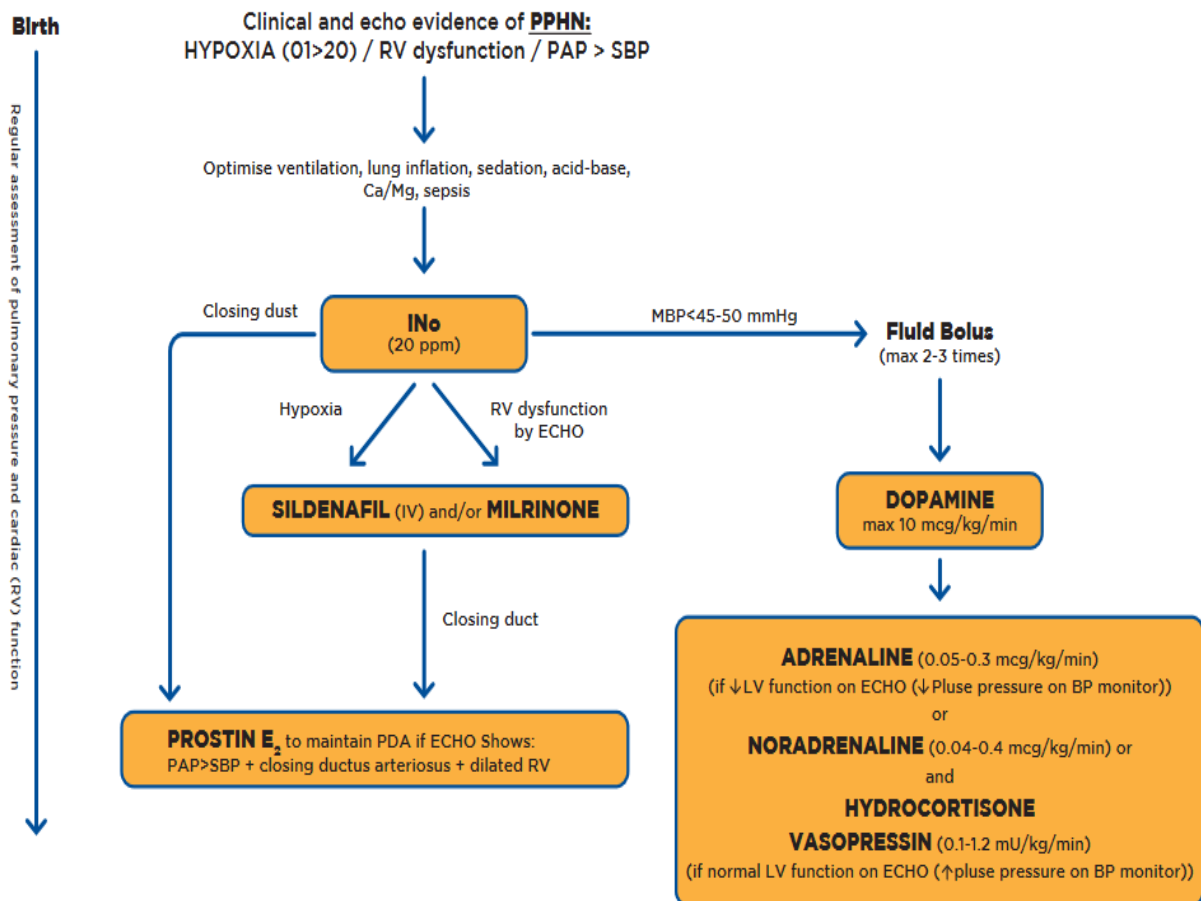 Birth
Regular assessment of pulmonary pressure and cardiac (RV) function
Clinical and echo evidence of PPHN:
HYPOXIA (01>20) / RV dysfunction / PAP > SBP
Optimise ventilation, lung inflation, sedation, acid-base,
Ca/Mg, sepsis
Closing dust
INo
(20 ppm)
MBP<45-50 mmHg
Fluid Bolus
(max 2-3 times)
Hypoxia
RV dysfunction
by ECHO
SILDENAFIL (IV) and/or MILRINONE
DOPAMINE
max 10 mcg/kg/min
Closing duct
PROSTIN E₂ to maintain PDA if ECHO Shows:
PAP>SBP + closing ductus arteriosus + dilated RV
ADRENALINE (0.05-0.3 mcg/kg/min)
(if ↓LV function on ECHO (↓Pluse pressure on BP monitor))
or
NORADRENALINE (0.04-0.4 mcg/kg/min) or
and
HYDROCORTISONE
VASOPRESSIN (0.1-1.2 mU/kg/min)
(if normal LV function on ECHO (↑pluse pressure on BP monitor))